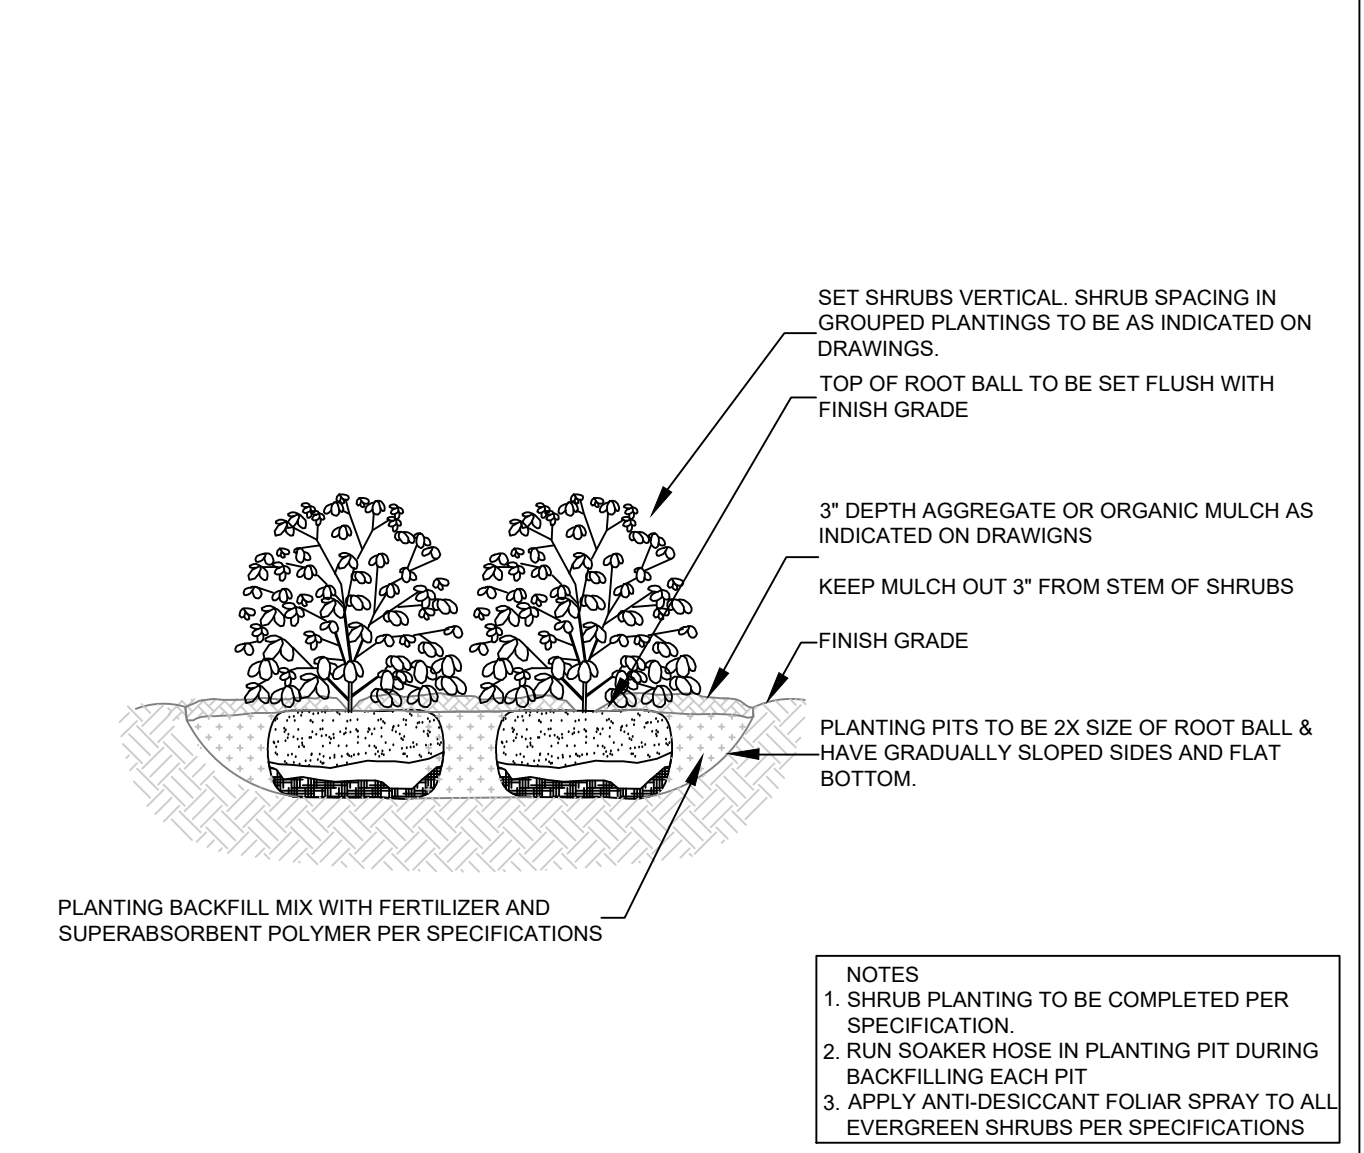 SET SHRUBS VERTICAL. SHRUB SPACING IN
GROUPED PLANTINGS TO BE AS INDICATED ON
DRAWINGS.
TOP OF ROOT BALL TO BE SET FLUSH WITH
FINISH GRADE
3" DEPTH AGGREGATE OR ORGANIC MULCH AS
INDICATED ON DRAWIGNS
KEEP MULCH OUT 3" FROM STEM OF SHRUBS
FINISH GRADE
PLANTING PITS TO BE 2X SIZE OF ROOT BALL &
HAVE GRADUALLY SLOPED SIDES AND FLAT
BOTTOM.
PLANTING BACKFILL MIX WITH FERTILIZER AND
SUPERABSORBENT POLYMER PER SPECIFICATIONS
NOTES
1. SHRUB PLANTING TO BE COMPLETED PER
SPECIFICATION.
2. RUN SOAKER HOSE IN PLANTING PIT DURING
BACKFILLING EACH PIT
3. APPLY ANTI-DESICCANT FOLIAR SPRAY TO ALL
EVERGREEN SHRUBS PER SPECIFICATIONS